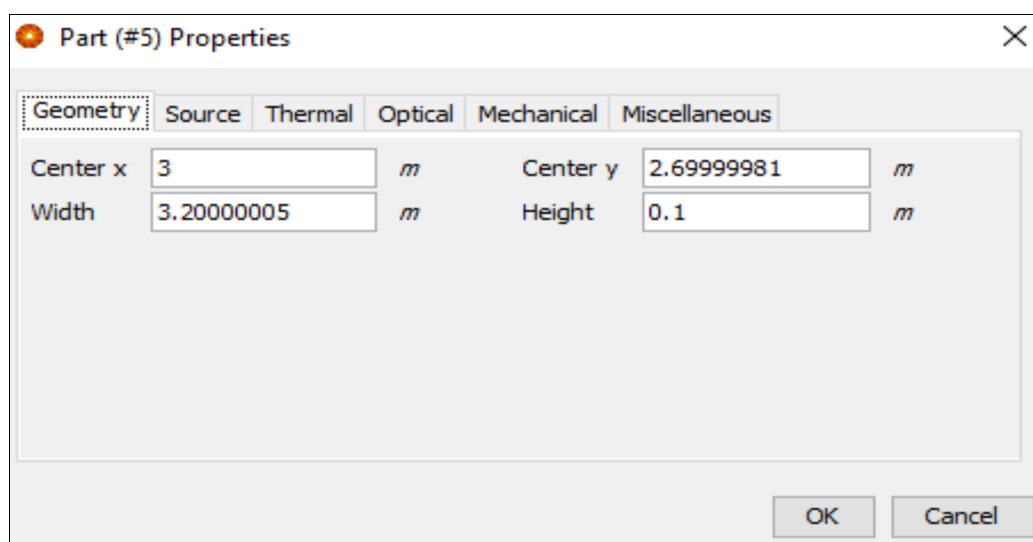 Part (#5) Properties
Geometry Source Thermal Optical Mechanical Miscellaneous
Center x 3 m Center y 2.69999981 m
Width 3.20000005 m Height 0.1 m
OK Cancel